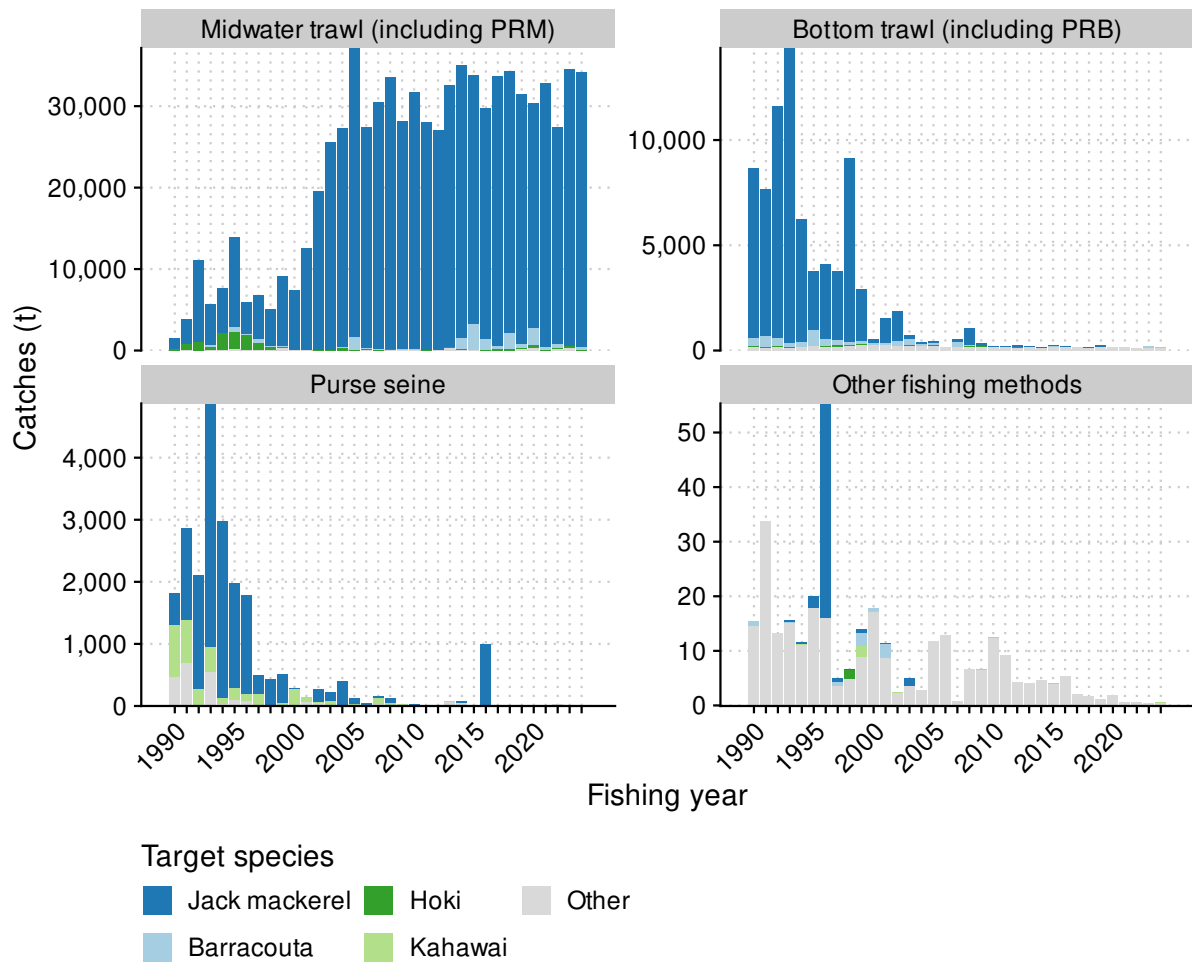 Midwater trawl (including PRM)
Bottom trawl (including PRB)
30,000
20,000
10,000
0
10,000
5,000
0
Catches (t)
Purse seine
Other fishing methods
4,000
3,000
2,000
1,000
0
50
40
30
20
10
0
1990 1995 2000 2005 2010 2015 2020
1990 1995 2000 2005 2010 2015 2020
Fishing year
Target species
Jack mackerel Hoki Other
Barracouta Kahawai